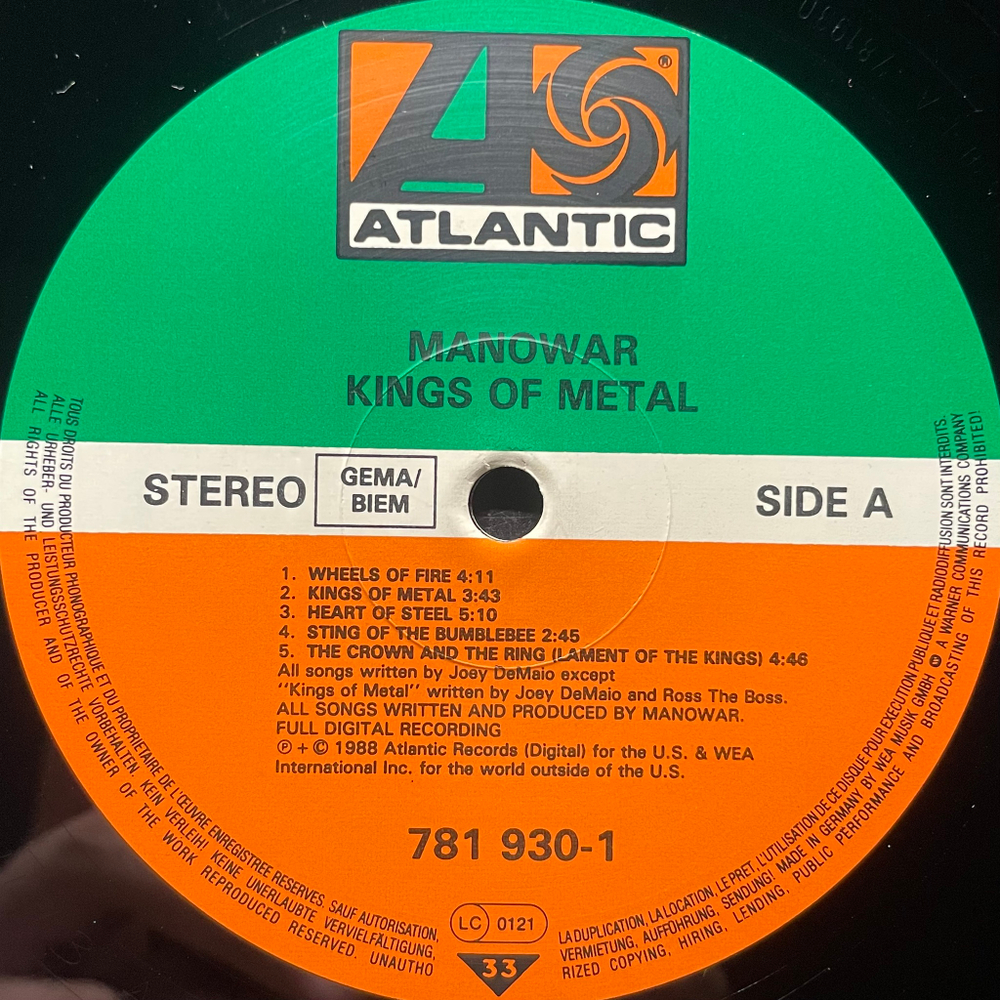 ®
ATLANTIC
MANOWAR
KINGS OF METAL
STEREO
GEMA/
BIEM
SIDE A
1. WHEELS OF FIRE 4:11
2. KINGS OF METAL 3:43
3. HEART OF STEEL 5:10
4. STING OF THE BUMBLEBEE 2:45
5. THE CROWN AND THE RING (LAMENT OF THE KINGS) 4:46
All songs written by Joey DeMaio except
"Kings of Metal" written by Joey DeMaio and Ross The Boss.
ALL SONGS WRITTEN AND PRODUCED BY MANOWAR.
FULL DIGITAL RECORDING
℗ + © 1988 Atlantic Records (Digital) for the U.S. & WEA
International Inc. for the world outside of the U.S.
781 930-1
LC 0121
33
TOUS DROITS DU PRODUCTEUR PHONOGRAPHIQUE ET DU PROPRIETAIRE DE L'ŒUVRE ENREGISTREE RESERVES. SAUF AUTORISATION,
LA DUPLICATION, LA LOCATION, LE PRET, L'UTILISATION DE CE DISQUE POUR EXECUTION PUBLIQUE ET RADIODIFFUSION SONT INTERDITS.
ALLE URHEBER- UND LEISTUNGSSCHUTZRECHTE VORBEHALTEN. KEIN VERLEIH! KEINE UNERLAUBTE VERVIELFÄLTIGUNG,
VERMIETUNG, AUFFÜHRUNG, SENDUNG! MADE IN GERMANY BY WEA MUSIK GMBH A WARNER COMMUNICATIONS COMPANY
ALL RIGHTS OF THE PRODUCER AND OF THE OWNER OF THE WORK REPRODUCED RESERVED. UNAUTHO
RIZED COPYING, HIRING, LENDING, PUBLIC PERFORMANCE AND BROADCASTING OF THIS RECORD PROHIBITED!